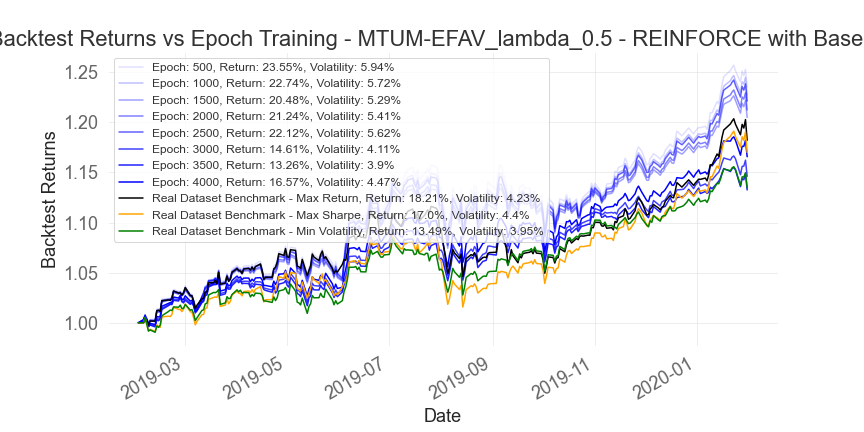 Backtest Returns vs Epoch Training - MTUM-EFAV_lambda_0.5 - REINFORCE with Base
1.25
1.20
1.15
1.10
1.05
1.00
Backtest Returns
Epoch: 500, Return: 23.55%, Volatility: 5.94%
Epoch: 1000, Return: 22.74%, Volatility: 5.72%
Epoch: 1500, Return: 20.48%, Volatility: 5.29%
Epoch: 2000, Return: 21.24%, Volatility: 5.41%
Epoch: 2500, Return: 22.12%, Volatility: 5.62%
Epoch: 3000, Return: 14.61%, Volatility: 4.11%
Epoch: 3500, Return: 13.26%, Volatility: 3.9%
Epoch: 4000, Return: 16.57%, Volatility: 4.47%
Real Dataset Benchmark - Max Return, Return: 18.21%, Volatility: 4.23%
Real Dataset Benchmark - Max Sharpe, Return: 17.0%, Volatility: 4.4%
Real Dataset Benchmark - Min Volatility, Return: 13.49%, Volatility: 3.95%
2019-03
2019-05
2019-07
2019-09
2019-11
2020-01
Date